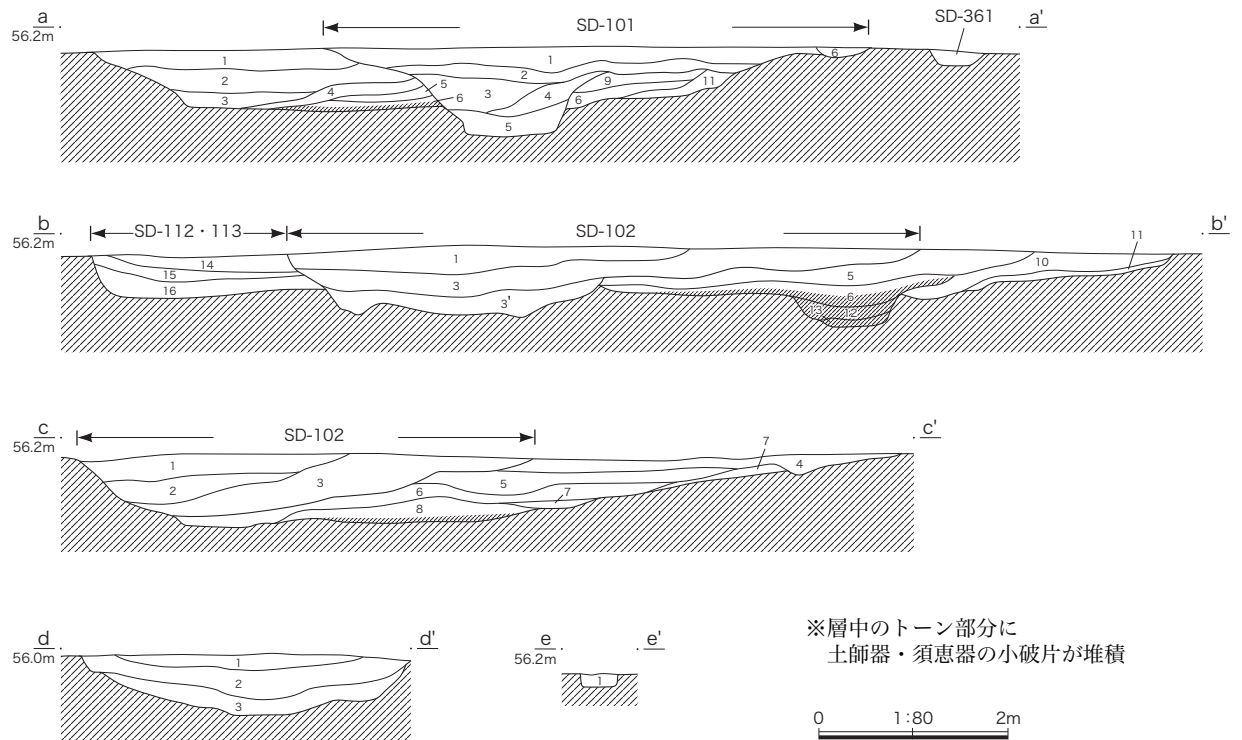 a SD-101 SD-361 a'
56.2m
1 1 6
2 2 9 11
3 4 5 6 3 4 6
5
b SD-112・113 SD-102 b'
56.2m
14 1 10 11
15 3 5
16 3' 6
13 12
c SD-102 c'
56.2m
1 3 7 4
2 6 5 7
8
d d' e e'
56.0m 56.2m
1 1
2
3
※層中のトーン部分に
土師器・須恵器の小破片が堆積
0 1:80 2m